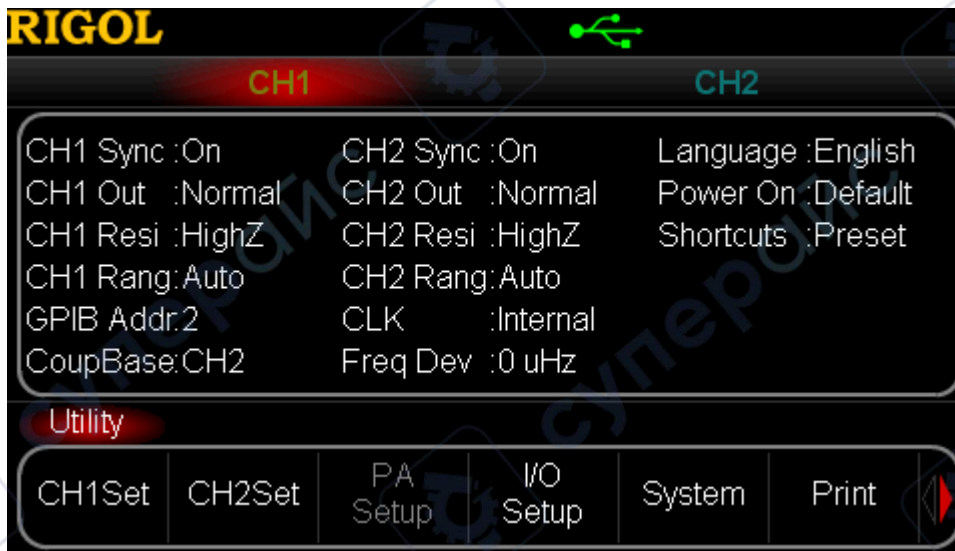 RIGOL
CH1 CH2
CH1 Sync :On CH2 Sync :On Language :English
CH1 Out :Normal CH2 Out :Normal Power On :Default
CH1 Resi :HighZ CH2 Resi :HighZ Shortcuts :Preset
CH1 Rang:Auto CH2 Rang:Auto
GPIB Addr:2 CLK :Internal
CoupBase:CH2 Freq Dev :0 uHz
Utility
CH1Set CH2Set PA Setup I/O Setup System Print
суперайс
суперайс